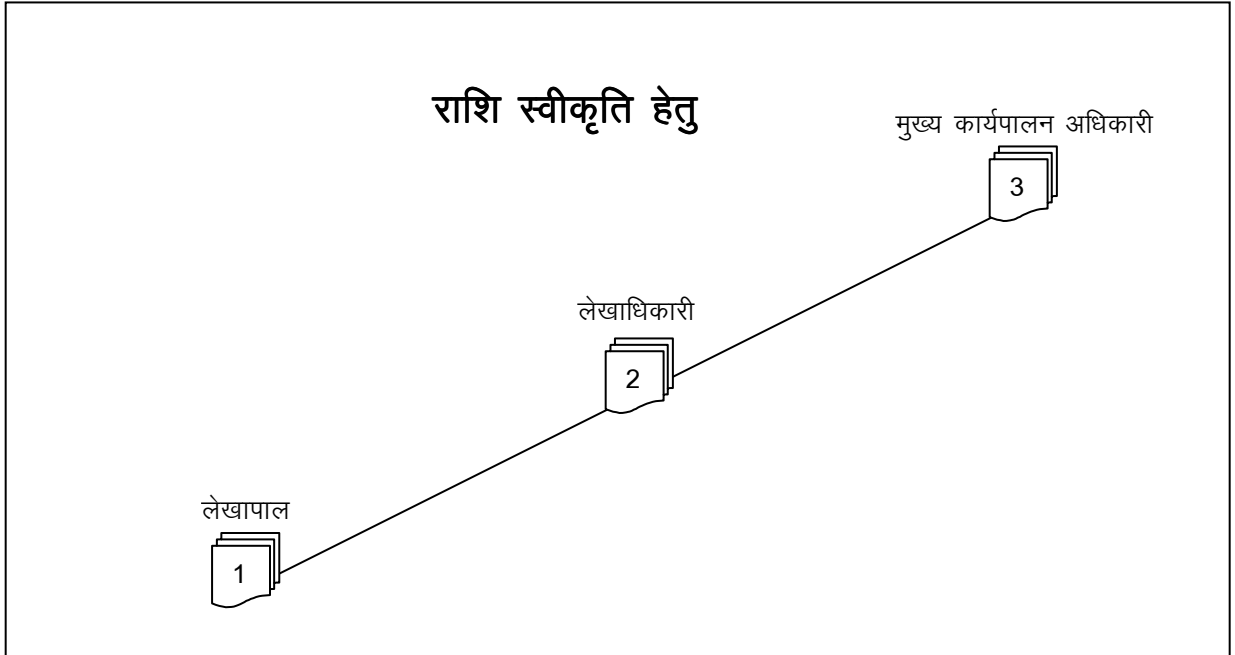 राशि स्वीकृति हेतु
मुख्य कार्यपालन अधिकारी
3
लेखाधिकारी
2
लेखापाल
1